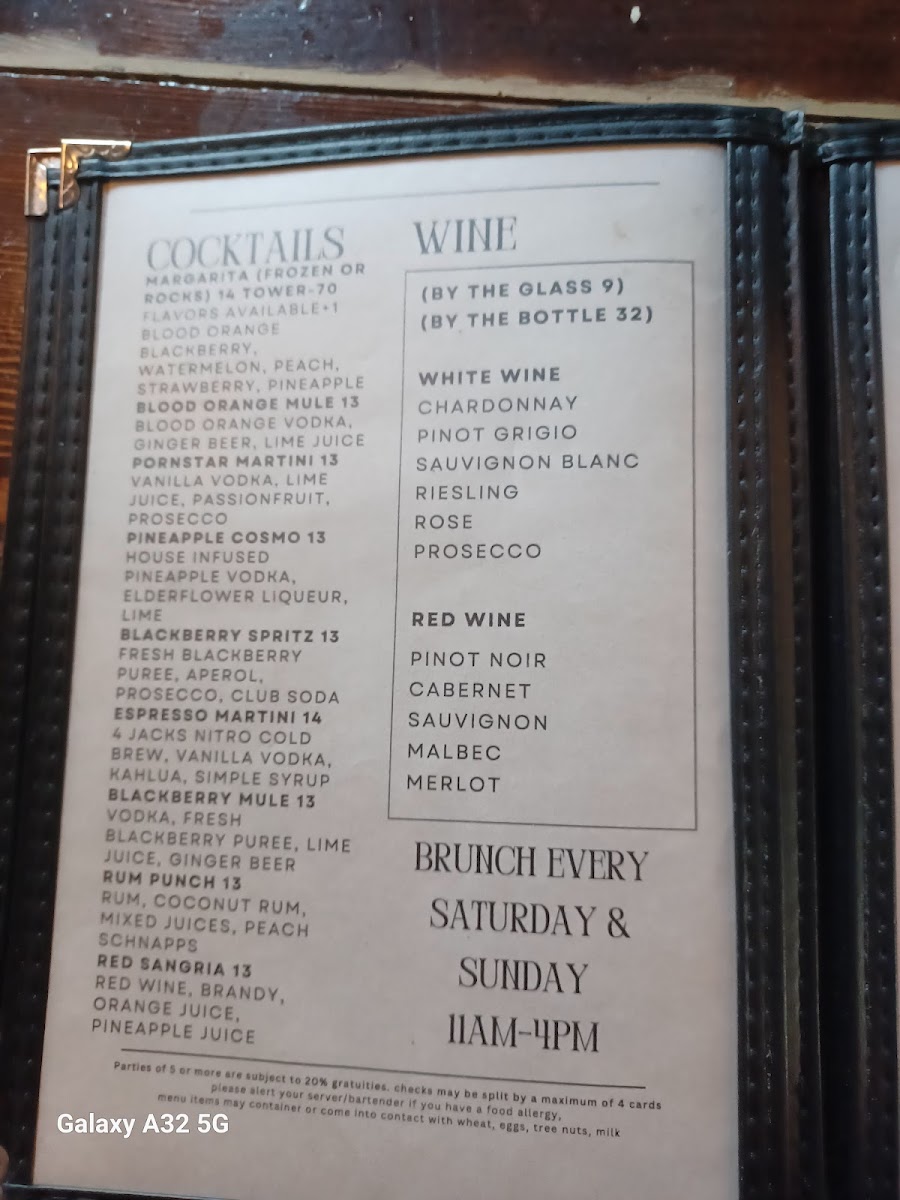 COCKTAILS
MARGARITA (FROZEN OR
ROCKS) 14 TOWER-70
FLAVORS AVAILABLE+1
BLOOD ORANGE
BLACKBERRY,
WATERMELON, PEACH,
STRAWBERRY, PINEAPPLE
BLOOD ORANGE MULE 13
BLOOD ORANGE VODKA,
GINGER BEER, LIME JUICE
PORNSTAR MARTINI 13
VANILLA VODKA, LIME
JUICE, PASSIONFRUIT,
PROSECCO
PINEAPPLE COSMO 13
HOUSE INFUSED
PINEAPPLE VODKA,
ELDERFLOWER LIQUEUR,
LIME
BLACKBERRY SPRITZ 13
FRESH BLACKBERRY
PUREE, APEROL,
PROSECCO, CLUB SODA
ESPRESSO MARTINI 14
4 JACKS NITRO COLD
BREW, VANILLA VODKA,
KAHLUA, SIMPLE SYRUP
BLACKBERRY MULE 13
VODKA, FRESH
BLACKBERRY PUREE, LIME
JUICE, GINGER BEER
RUM PUNCH 13
RUM, COCONUT RUM,
MIXED JUICES, PEACH
SCHNAPPS
RED SANGRIA 13
RED WINE, BRANDY,
ORANGE JUICE,
PINEAPPLE JUICE
WINE
(BY THE GLASS 9)
(BY THE BOTTLE 32)
WHITE WINE
CHARDONNAY
PINOT GRIGIO
SAUVIGNON BLANC
RIESLING
ROSE
PROSECCO
RED WINE
PINOT NOIR
CABERNET
SAUVIGNON
MALBEC
MERLOT
BRUNCH EVERY
SATURDAY &
SUNDAY
11AM-4PM
Parties of 5 or more are subject to 20% gratuities. checks may be split by a maximum of 4 cards
please alert your server/bartender if you have a food allergy,
menu items may container or come into contact with wheat, eggs, tree nuts, milk
Galaxy A32 5G